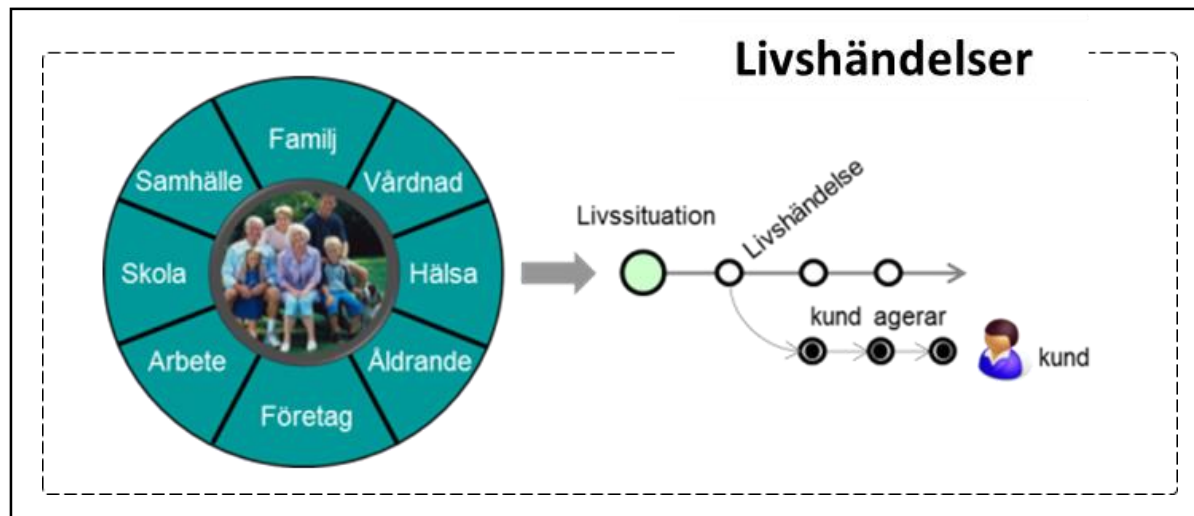 Livshändelser
Familj
Vårdnad
Hälsa
Åldrande
Företag
Arbete
Skola
Samhälle
Livssituation
Livshändelse
kund agerar
kund